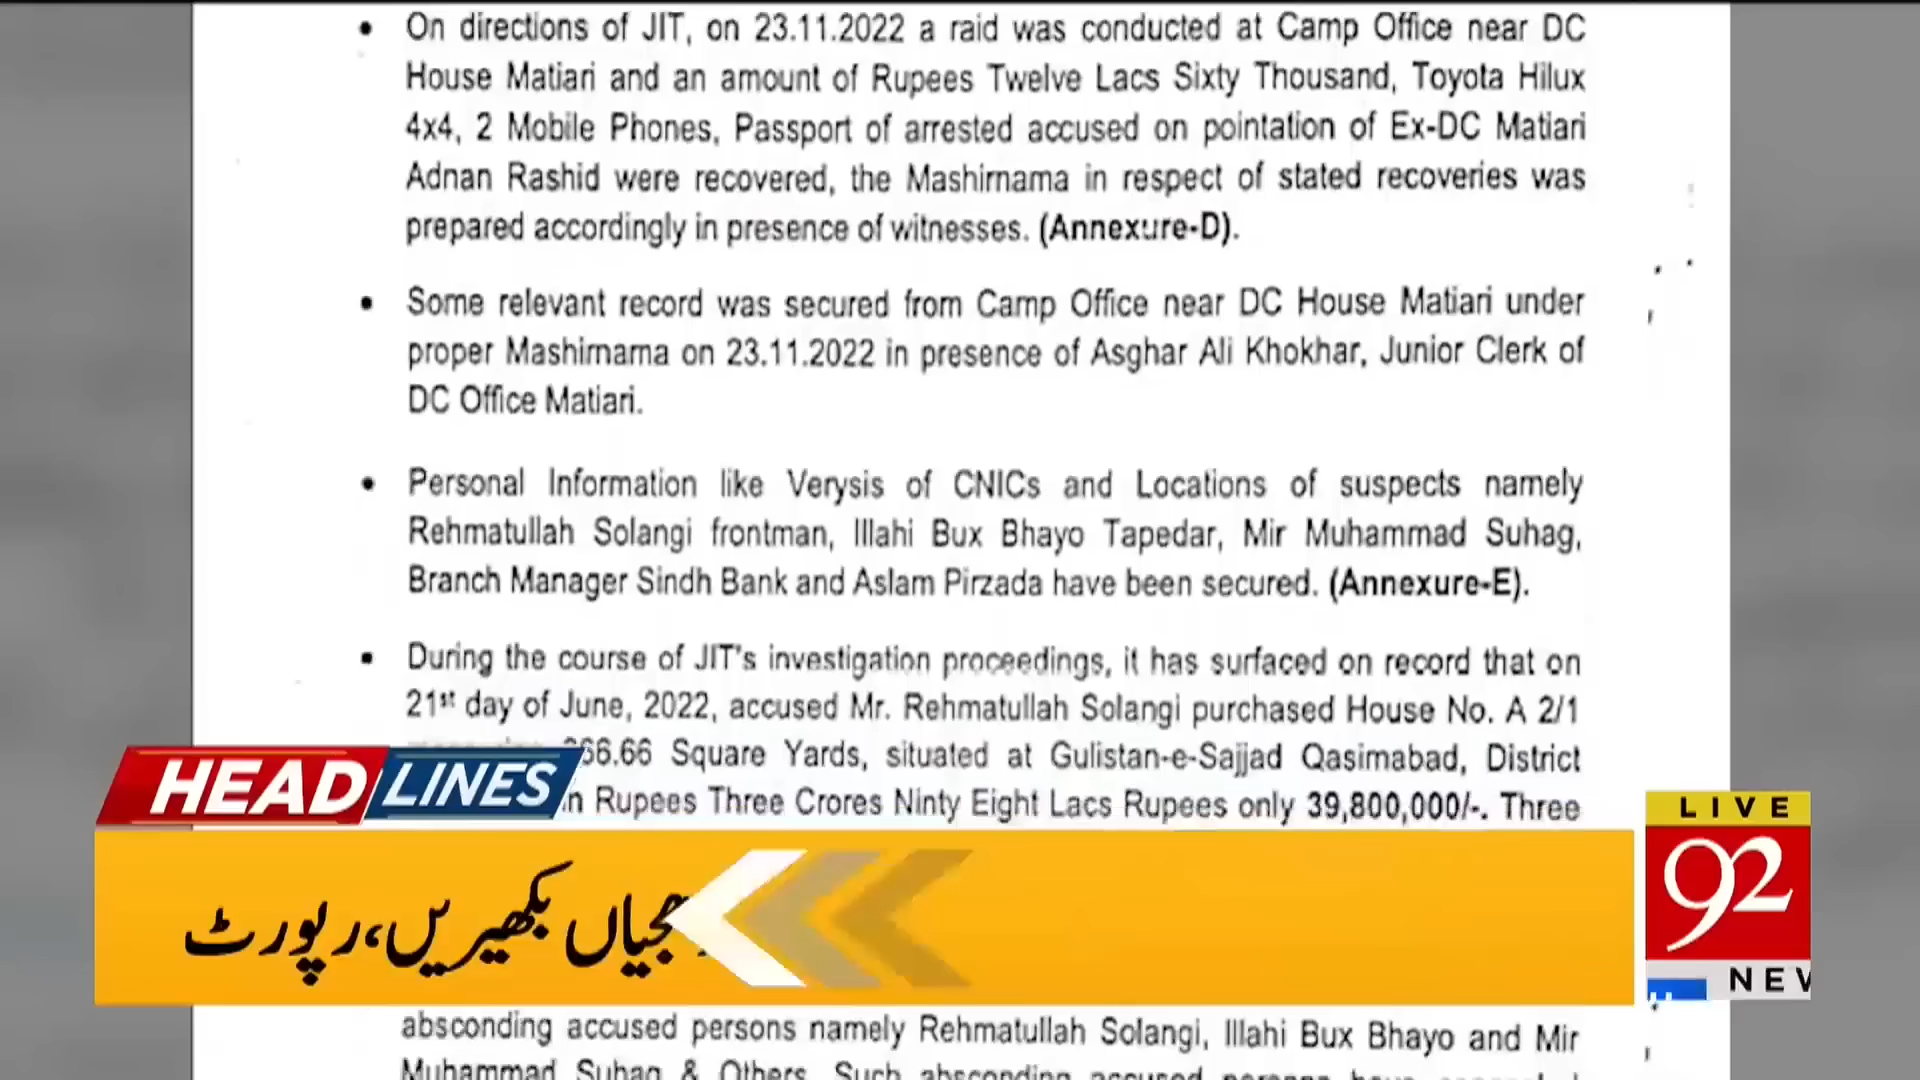 On directions of JIT, on 23.11.2022 a raid was conducted at Camp Office near DC
House Matiari and an amount of Rupees Twelve Lacs Sixty Thousand, Toyota Hilux
4x4, 2 Mobile Phones, Passport of arrested accused on pointation of Ex-DC Matiari
Adnan Rashid were recovered, the Mashirnama in respect of stated recoveries was
prepared accordingly in presence of witnesses. (Annexure-D).
Some relevant record was secured from Camp Office near DC House Matiari under
proper Mashirnama on 23.11.2022 in presence of Asghar Ali Khokhar, Junior Clerk of
DC Office Matiari.
Personal Information like Verysis of CNICs and Locations of suspects namely
Rehmatullah Solangi frontman, Illahi Bux Bhayo Tapedar, Mir Muhammad Suhag,
Branch Manager Sindh Bank and Aslam Pirzada have been secured. (Annexure-E).
During the course of JIT's investigation proceedings, it has surfaced on record that on
21st day of June, 2022, accused Mr. Rehmatullah Solangi purchased House No. A 2/1
66.66 Square Yards, situated at Gulistan-e-Sajjad Qasimabad, District
Rupees Three Crores Ninty Eight Lacs Rupees only 39,800,000/-. Three
HEADLINES
LIVE
92
NEW
بکھیریں، رپورٹ
absconding accused persons namely Rehmatullah Solangi, Illahi Bux Bhayo and Mir
Muhammad Suhag & Others. Such absconding accused persons have